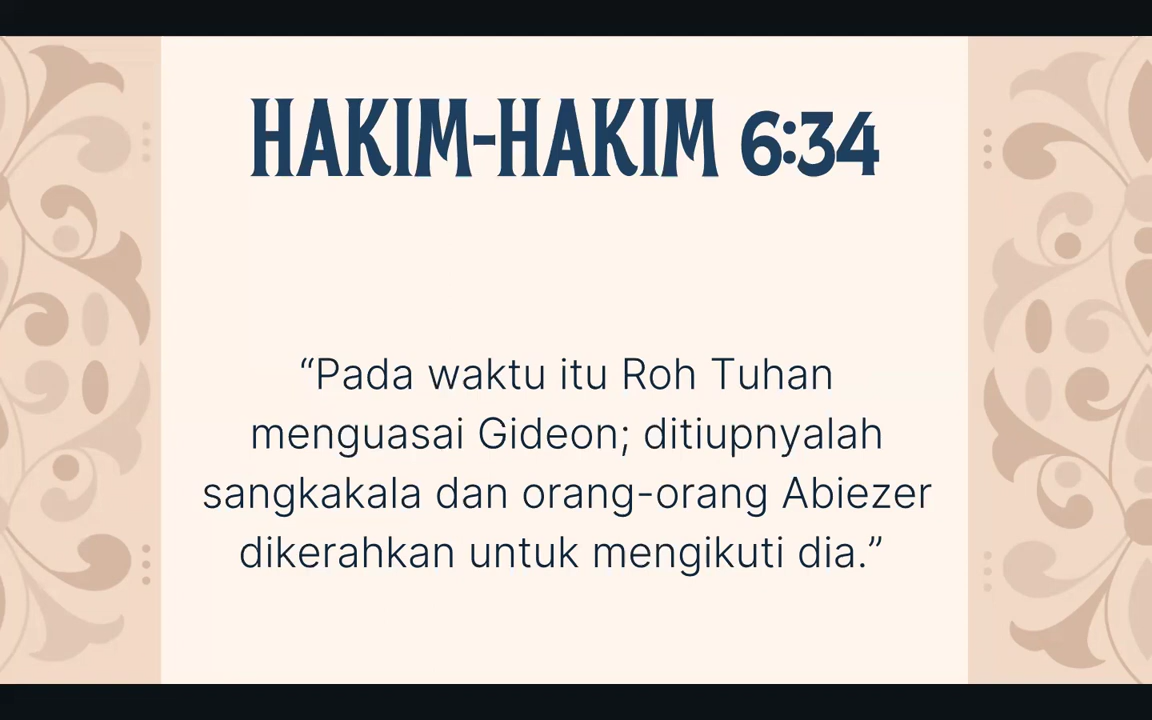 HAKIM-HAKIM 6:34
“Pada waktu itu Roh Tuhan
menguasai Gideon; ditiupnyalah
sangkakala dan orang-orang Abiezer
dikerahkan untuk mengikuti dia.”